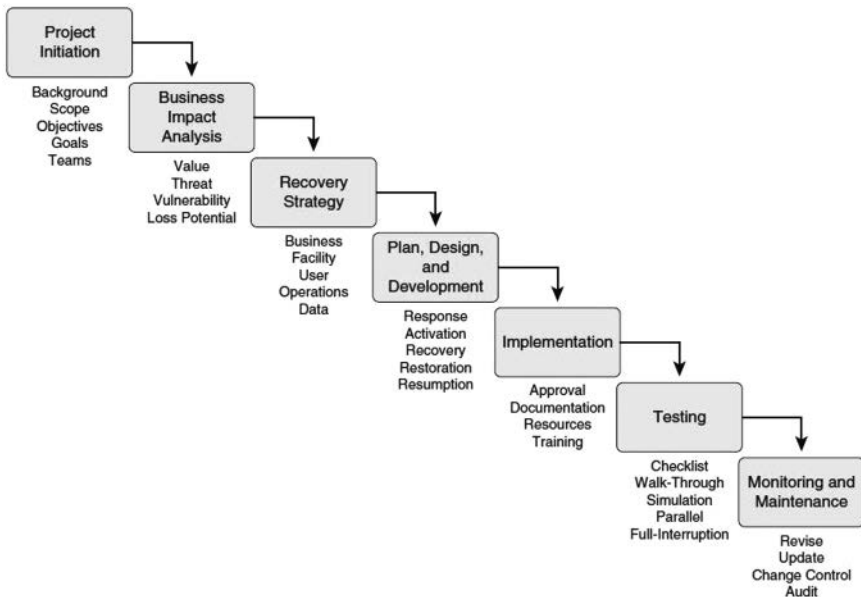 Project
Initiation
Background
Scope
Objectives
Goals
Teams
Business
Impact
Analysis
Value
Threat
Vulnerability
Loss Potential
Recovery
Strategy
Business
Facility
User
Operations
Data
Plan, Design,
and
Development
Response
Activation
Recovery
Restoration
Resumption
Implementation
Approval
Documentation
Resources
Training
Testing
Checklist
Walk-Through
Simulation
Parallel
Full-Interruption
Monitoring and
Maintenance
Revise
Update
Change Control
Audit